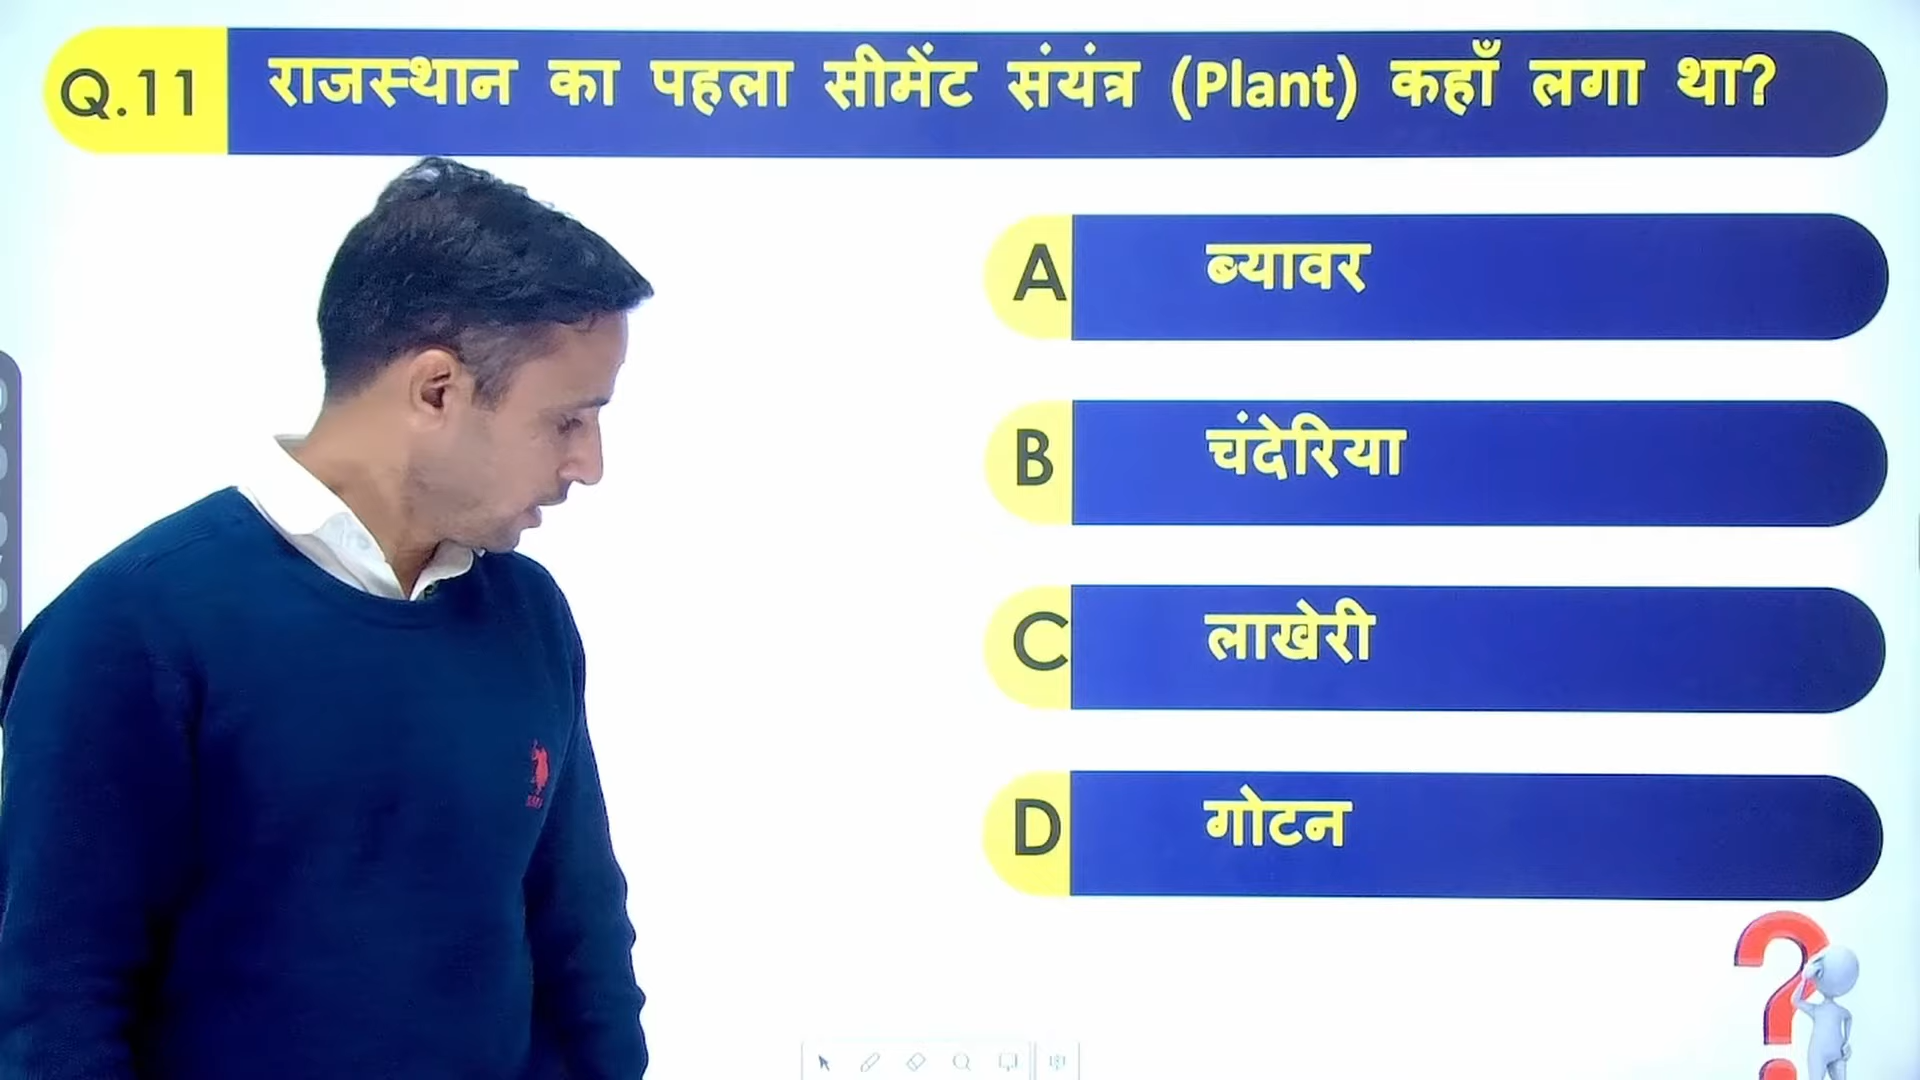 Q.11 राजस्थान का पहला सीमेंट संयंत्र (Plant) कहाँ लगा था?
A ब्यावर
B चंदेरिया
C लाखेरी
D गोटन